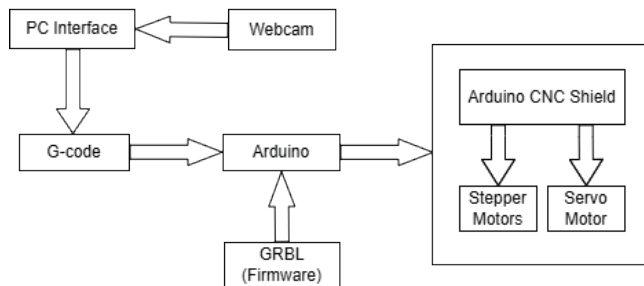 PC Interface
Webcam
Arduino CNC Shield
G-code
Arduino
Stepper
Motors
Servo
Motor
GRBL
(Firmware)